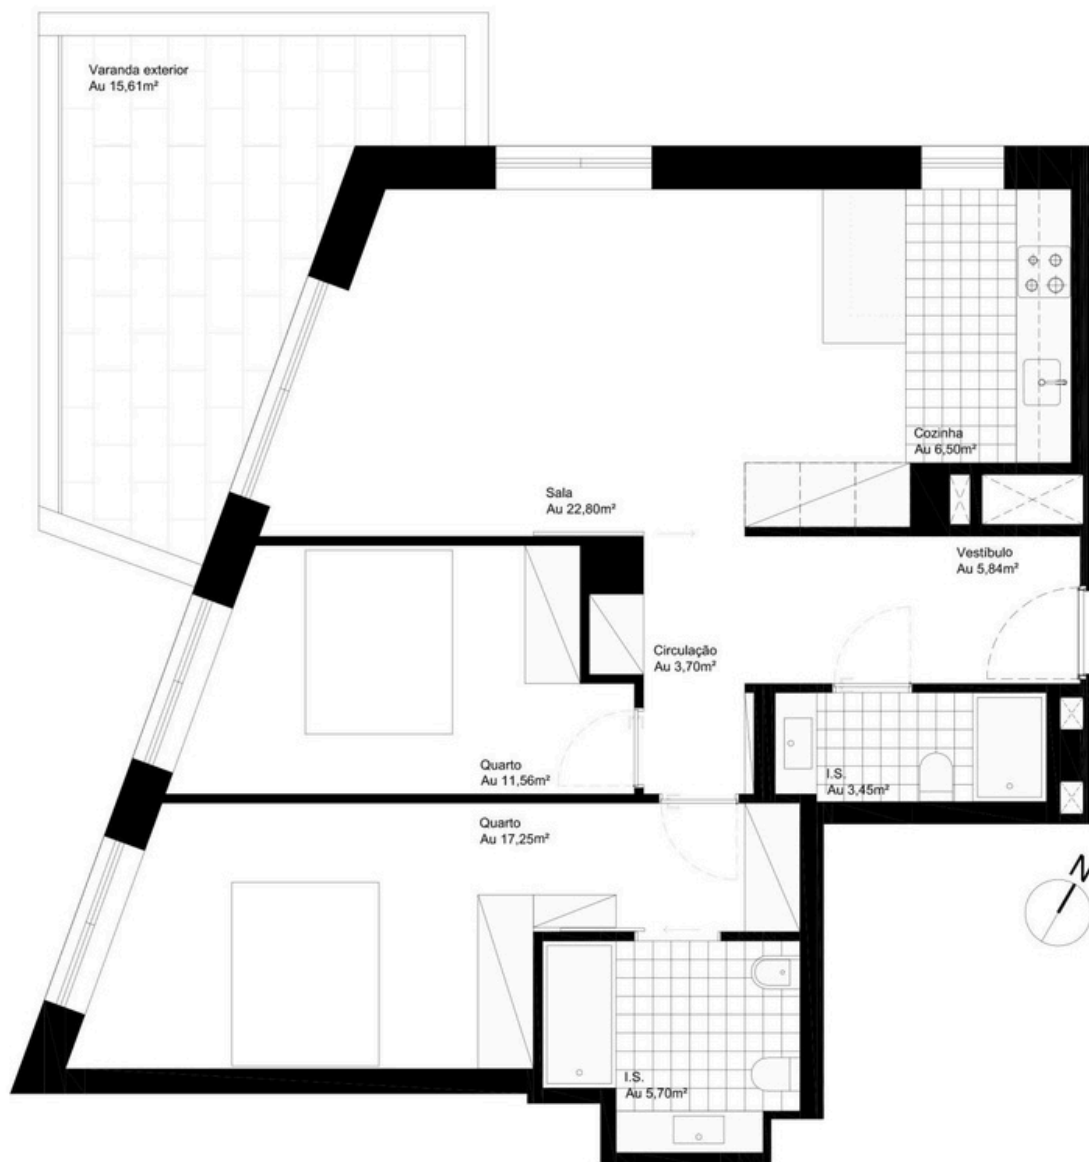 Varanda exterior
Au 15,61m²
Cozinha
Au 6,50m²
Sala
Au 22,80m²
Vestíbulo
Au 5,84m²
Circulação
Au 3,70m²
Quarto
Au 11,56m²
I.S.
Au 3,45m²
Quarto
Au 17,25m²
N
I.S.
Au 5,70m²